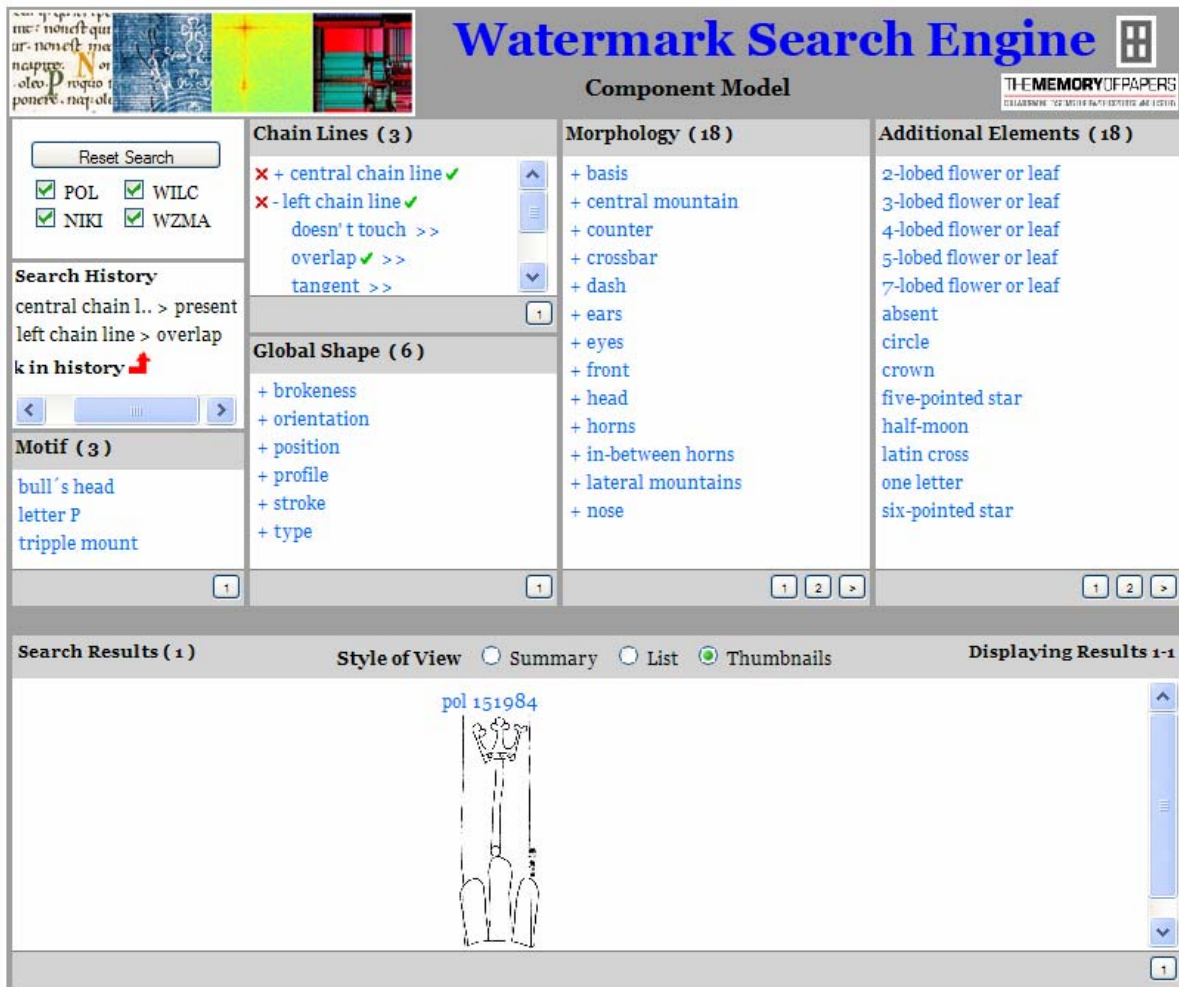 Watermark Search Engine
Component Model
THEMEMORYOFPAPERS
Reset Search
POL WILC
NIKI WZMA
Search History
central chain l.. > present
left chain line > overlap
k in history
Motif ( 3 )
bull´s head
letter P
tripple mount
1
Chain Lines ( 3 )
+ central chain line
- left chain line
doesn't touch >>
overlap >>
tangent >>
1
Global Shape ( 6 )
+ brokeness
+ orientation
+ position
+ profile
+ stroke
+ type
1
Morphology ( 18 )
+ basis
+ central mountain
+ counter
+ crossbar
+ dash
+ ears
+ eyes
+ front
+ head
+ horns
+ in-between horns
+ lateral mountains
+ nose
1 2 >
Additional Elements ( 18 )
2-lobed flower or leaf
3-lobed flower or leaf
4-lobed flower or leaf
5-lobed flower or leaf
7-lobed flower or leaf
absent
circle
crown
five-pointed star
half-moon
latin cross
one letter
six-pointed star
1 2 >
Search Results ( 1 )
Style of View Summary List Thumbnails
Displaying Results 1-1
pol 151984
1